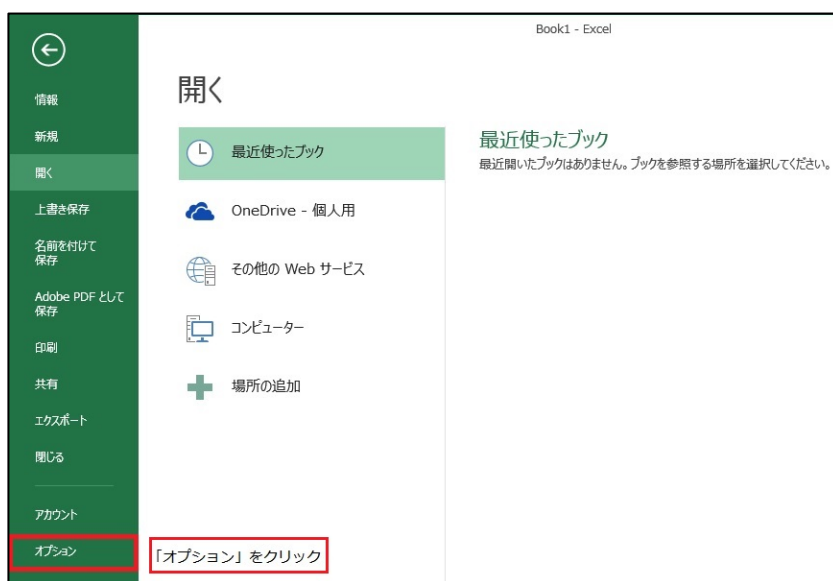 Book1 - Excel
情報
新規
開く
上書き保存
名前を付けて
保存
Adobe PDF として
保存
印刷
共有
エクスポート
閉じる
アカウント
オプション
開く
最近使ったブック
OneDrive - 個人用
その他の Web サービス
コンピューター
場所の追加
最近使ったブック
最近開いたブックはありません。ブックを参照する場所を選択してください。
「オプション」をクリック